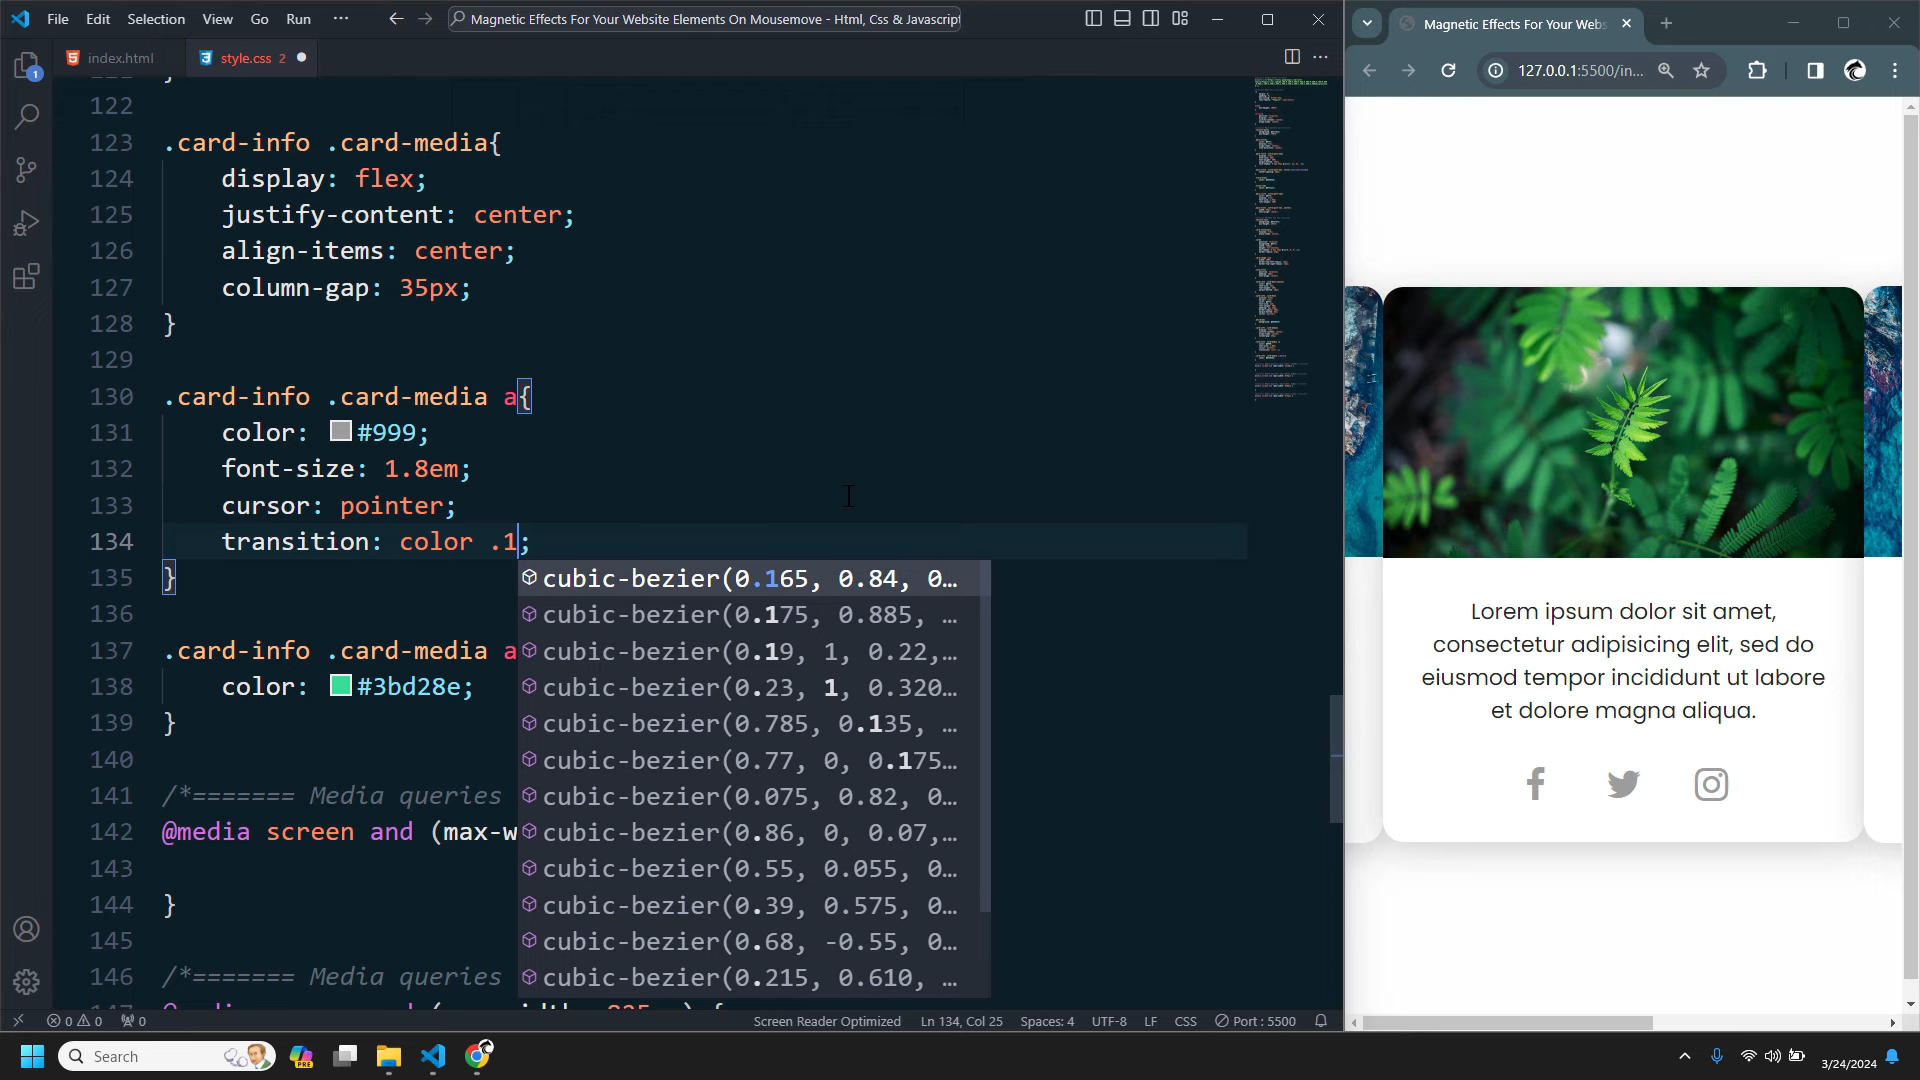 File Edit Selection View Go Run ···
Magnetic Effects For Your Website Elements On Mousemove - Html, Css & Javascript
index.html
style.css 2
122
123 .card-info .card-media{
124 display: flex;
125 justify-content: center;
126 align-items: center;
127 column-gap: 35px;
128 }
129
130 .card-info .card-media a{
131 color: #999;
132 font-size: 1.8em;
133 cursor: pointer;
134 transition: color .1;
135 }
136
137 .card-info .card-media a
138 color: #3bd28e;
139 }
140
141 /*======= Media queries
142 @media screen and (max-w
143
144 }
145
146 /*======= Media queries
cubic-bezier(0.165, 0.84, 0…
cubic-bezier(0.175, 0.885, …
cubic-bezier(0.19, 1, 0.22,…
cubic-bezier(0.23, 1, 0.320…
cubic-bezier(0.785, 0.135, …
cubic-bezier(0.77, 0, 0.175…
cubic-bezier(0.075, 0.82, 0…
cubic-bezier(0.86, 0, 0.07,…
cubic-bezier(0.55, 0.055, 0…
cubic-bezier(0.39, 0.575, 0…
cubic-bezier(0.68, -0.55, 0…
cubic-bezier(0.215, 0.610, …
1
0 0 0
Screen Reader Optimized Ln 134, Col 25 Spaces: 4 UTF-8 LF CSS Port : 5500
Magnetic Effects For Your Webs
127.0.0.1:5500/in...
Lorem ipsum dolor sit amet,
consectetur adipisicing elit, sed do
eiusmod tempor incididunt ut labore
et dolore magna aliqua.
Search
PRE
3/24/2024